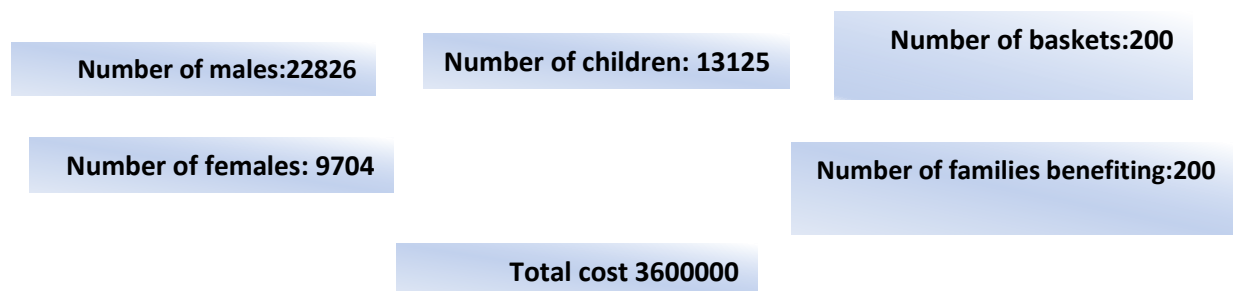 Number of males:22826
Number of children: 13125
Number of baskets:200
Number of females: 9704
Number of families benefiting:200
Total cost 3600000